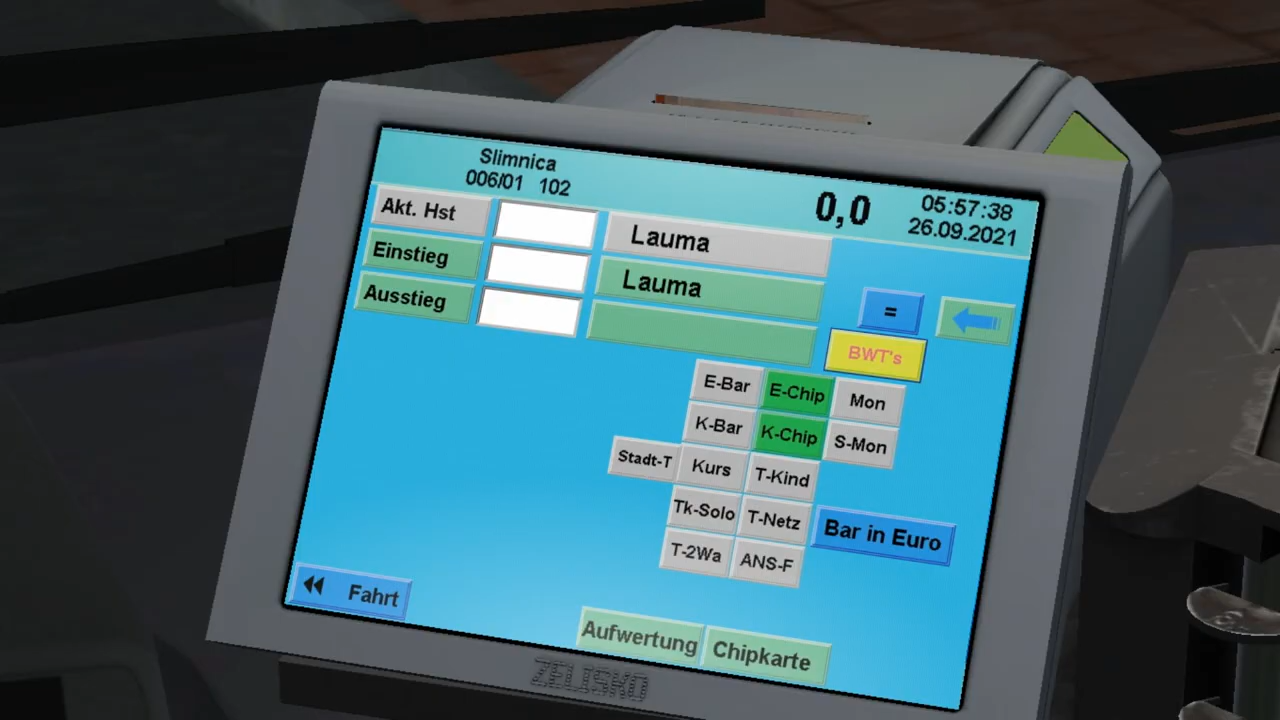 Slimnica
006/01 102
0,0
05:57:38
26.09.2021
Akt. Hst
Lauma
Einstieg
Lauma
Ausstieg
=
BWT's
E-Bar E-Chip Mon
K-Bar K-Chip S-Mon
Stadt-T Kurs T-Kind
Tk-Solo T-Netz Bar in Euro
T-2Wa ANS-F
Fahrt
Aufwertung Chipkarte
ZELISKO